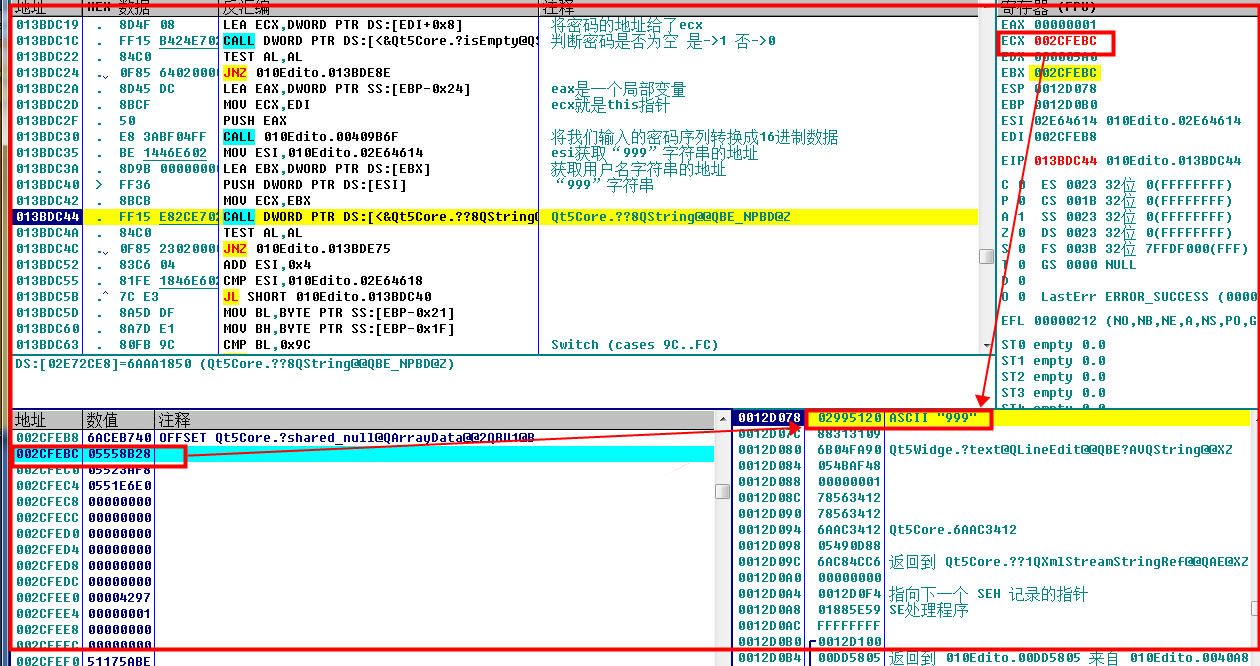 地址 HEX 数据 反汇编 注释 寄存器 (FPU)
013BDC19 . 8D4F 08 LEA ECX,DWORD PTR DS:[EDI+0x8] 将密码的地址给了ecx
013BDC1C . FF15 B424E702 CALL DWORD PTR DS:[<&Qt5Core.?isEmpty@QS 判断密码是否为空 是->1 否->0
013BDC22 . 84C0 TEST AL,AL
013BDC24 .ˬ 0F85 64020000 JNZ 010Edito.013BDE8E
013BDC2A . 8D45 DC LEA EAX,DWORD PTR SS:[EBP-0x24] eax是一个局部变量
013BDC2D . 8BCF MOV ECX,EDI ecx就是this指针
013BDC2F . 50 PUSH EAX
013BDC30 . E8 3ABF04FF CALL 010Edito.00409B6F 将我们输入的密码序列转换成16进制数据
013BDC35 . BE 1446E602 MOV ESI,010Edito.02E64614 esi获取“999”字符串的地址
013BDC3A . 8D9B 00000000 LEA EBX,DWORD PTR DS:[EBX] 获取用户名字符串的地址
013BDC40 > FF36 PUSH DWORD PTR DS:[ESI] “999”字符串
013BDC42 . 8BCB MOV ECX,EBX
013BDC44 . FF15 E82CE702 CALL DWORD PTR DS:[<&Qt5Core.??8QString@ Qt5Core.??8QString@@QBE_NPBD@Z
013BDC4A . 84C0 TEST AL,AL
013BDC4C .ˬ 0F85 23020000 JNZ 010Edito.013BDE75
013BDC52 . 83C6 04 ADD ESI,0x4
013BDC55 . 81FE 1846E602 CMP ESI,010Edito.02E64618
013BDC5B .^ 7C E3 JL SHORT 010Edito.013BDC40
013BDC5D . 8A5D DF MOV BL,BYTE PTR SS:[EBP-0x21]
013BDC60 . 8A7D E1 MOV BH,BYTE PTR SS:[EBP-0x1F]
013BDC63 . 80FB 9C CMP BL,0x9C Switch (cases 9C..FC)
DS:[02E72CE8]=6AAA1850 (Qt5Core.??8QString@@QBE_NPBD@Z)
EAX 00000001
ECX 002CFEBC
EDX 000005A0
EBX 002CFEBC
ESP 0012D078
EBP 0012D0B0
ESI 02E64614 010Edito.02E64614
EDI 002CFEB8
EIP 013BDC44 010Edito.013BDC44
C 0 ES 0023 32位 0(FFFFFFFF)
P 0 CS 001B 32位 0(FFFFFFFF)
A 1 SS 0023 32位 0(FFFFFFFF)
Z 0 DS 0023 32位 0(FFFFFFFF)
S 0 FS 003B 32位 7FFDF000(FFF)
T 0 GS 0000 NULL
D 0
O 0 LastErr ERROR_SUCCESS (0000
EFL 00000212 (NO,NB,NE,A,NS,PO,G
ST0 empty 0.0
ST1 empty 0.0
ST2 empty 0.0
ST3 empty 0.0
ST4 empty 0.0
地址 数值 注释
002CFEB8 6ACEB740 OFFSET Qt5Core.?shared_null@QArrayData@@2QBU1@B
002CFEBC 05558B28
002CFEC0 05523AF8
002CFEC4 0551E6E0
002CFEC8 00000000
002CFECC 00000000
002CFED0 00000000
002CFED4 00000000
002CFED8 00000000
002CFEDC 00000000
002CFEE0 00004297
002CFEE4 00000001
002CFEE8 00000000
002CFEEC 00000000
002CFEF0 51175ABE
0012D078 02995120 ASCII "999"
0012D07C 88313109
0012D080 6B04FA90 Qt5Widge.?text@QLineEdit@@QBE?AVQString@@XZ
0012D084 054BAF48
0012D088 00000001
0012D08C 78563412
0012D090 78563412
0012D094 6AAC3412 Qt5Core.6AAC3412
0012D098 05490D88
0012D09C 6AC84CC6 返回到 Qt5Core.??1QXmlStreamStringRef@@QAE@XZ
0012D0A0 00000000
0012D0A4 0012D0F4 指向下一个 SEH 记录的指针
0012D0A8 01885E59 SE处理程序
0012D0AC FFFFFFFF
0012D0B0 0012D100
0012D0B4 00DD5805 返回到 010Edito.00DD5805 来自 010Edito.0040A8